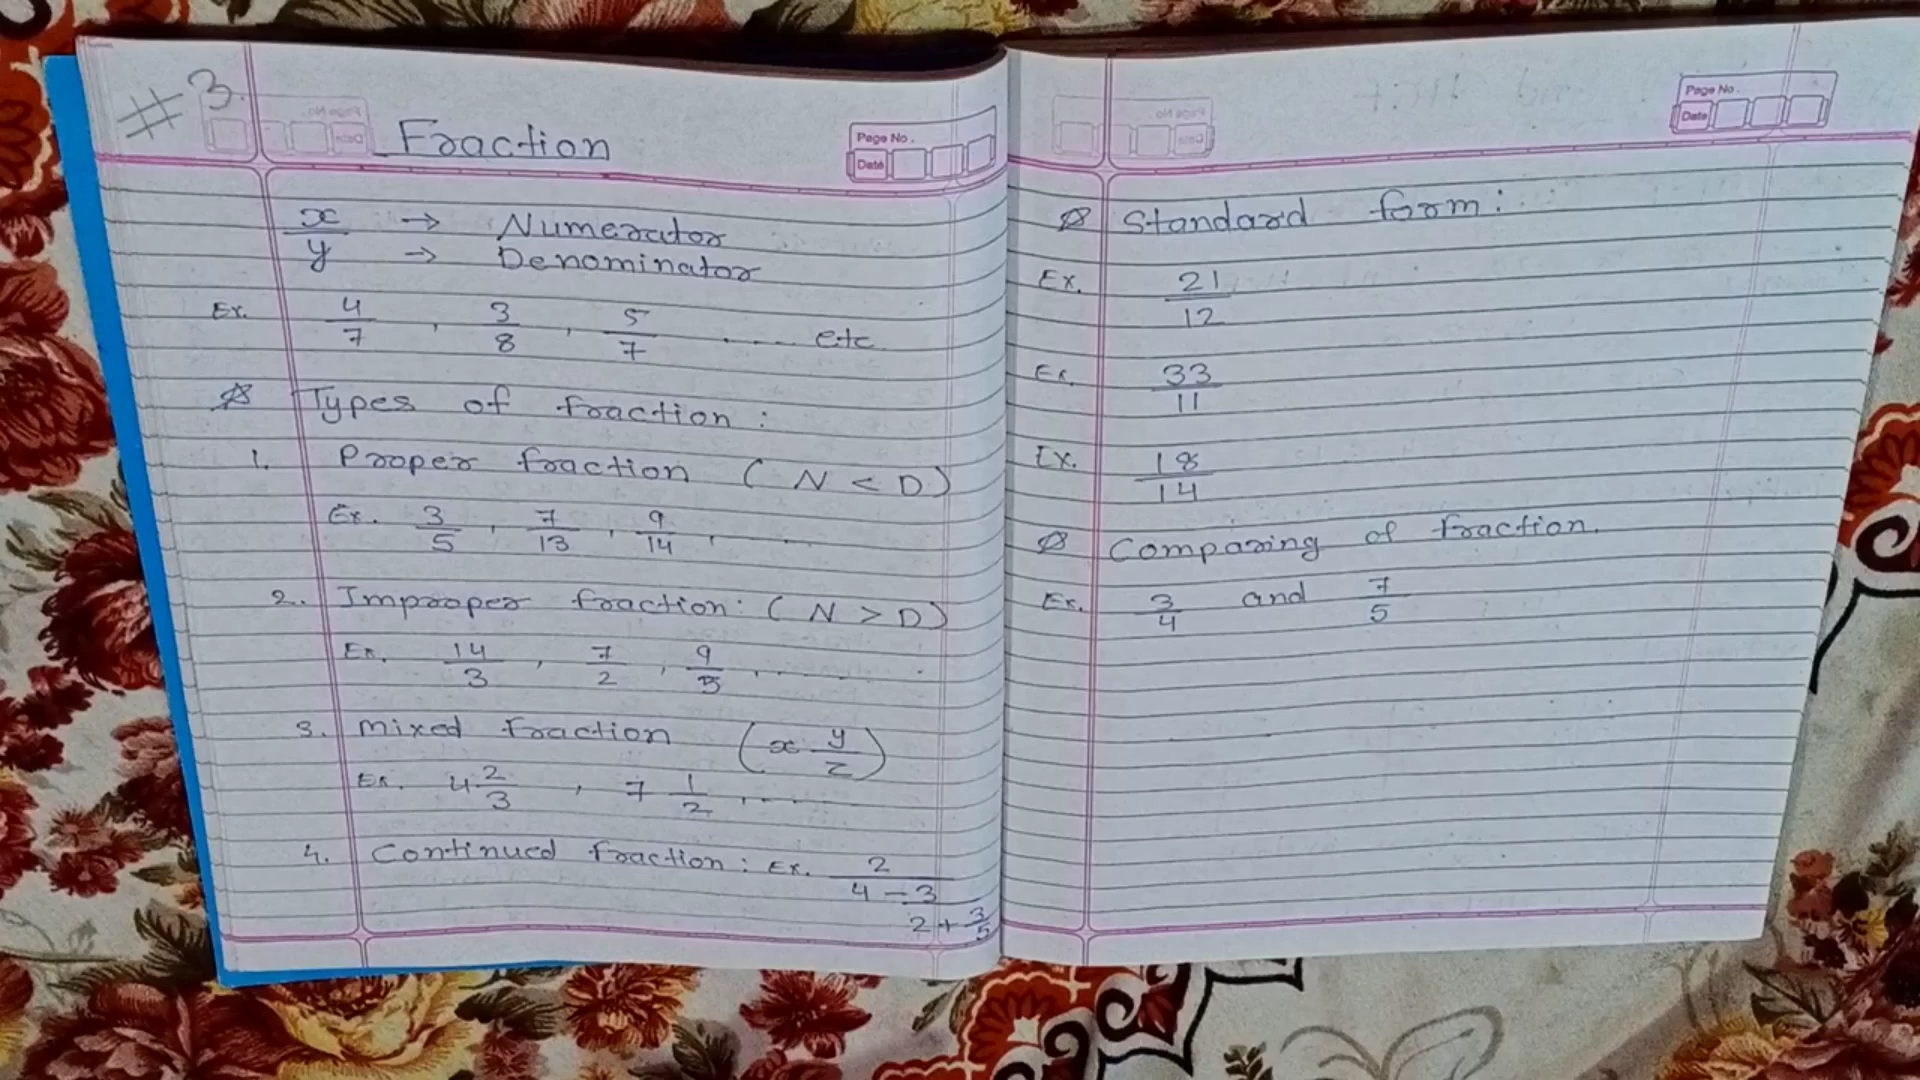 #3.
Fraction
Page No.
Date
x/y → Numerator
→ Denominator
Ex. 4/7, 3/8, 5/7 ..... etc
Types of fraction :
1. Proper fraction (N < D)
Ex. 3/5, 7/13, 9/14, .....
2. Improper fraction : (N > D)
Ex. 14/3, 7/2, 9/5, .......
3. mixed fraction (x y/z)
Ex. 4 2/3, 7 1/2, .....
4. Continued fraction : Ex. 2
4 - 3
2 + 3/5
Page No.
Date
Standard form :
Ex. 21/12
Ex. 33/11
Ex. 18/14
Comparing of fraction.
Ex. 3/4 and 7/5